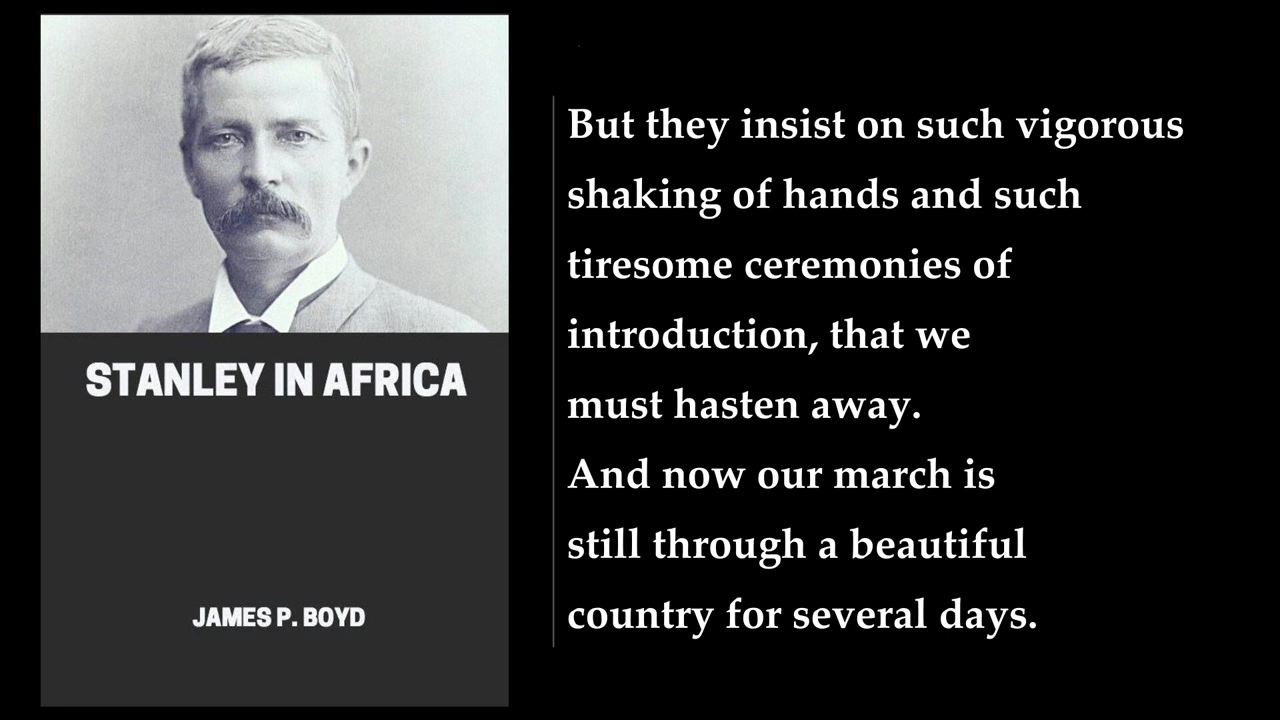 STANLEY IN AFRICA
JAMES P. BOYD
But they insist on such vigorous
shaking of hands and such
tiresome ceremonies of
introduction, that we
must hasten away.
And now our march is
still through a beautiful
country for several days.